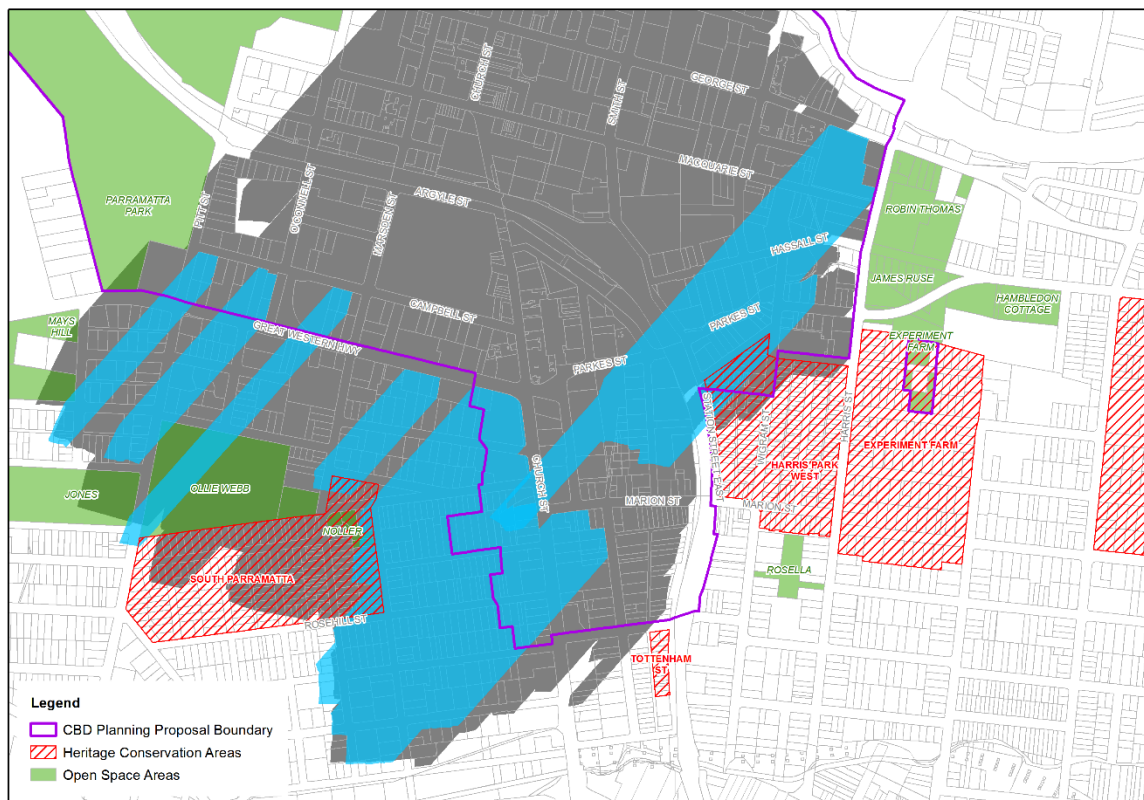 CHURCH ST
SMITH ST
GEORGE ST
MACQUARIE ST
PARRAMATTA
PARK
PITT ST
O'CONNELL ST
MARSDEN ST
ARGYLE ST
HASSALL ST
ROBIN THOMAS
JAMES RUSE
HAMBLEDON
COTTAGE
MAYS
HILL
GREAT WESTERN HWY
CAMPBELL ST
PARKES ST
PARKES ST
EXPERIMENT
FARM
STATION STREET EAST
WIGRAM ST
HARRIS ST
EXPERIMENT FARM
HARRIS PARK
WEST
JONES
OLLIE WEBB
NOLLER
CHURCH ST
MARION ST
MARION ST
SOUTH PARRAMATTA
ROSELLA
ROSEHILL ST
TOTTENHAM
ST
Legend
CBD Planning Proposal Boundary
Heritage Conservation Areas
Open Space Areas